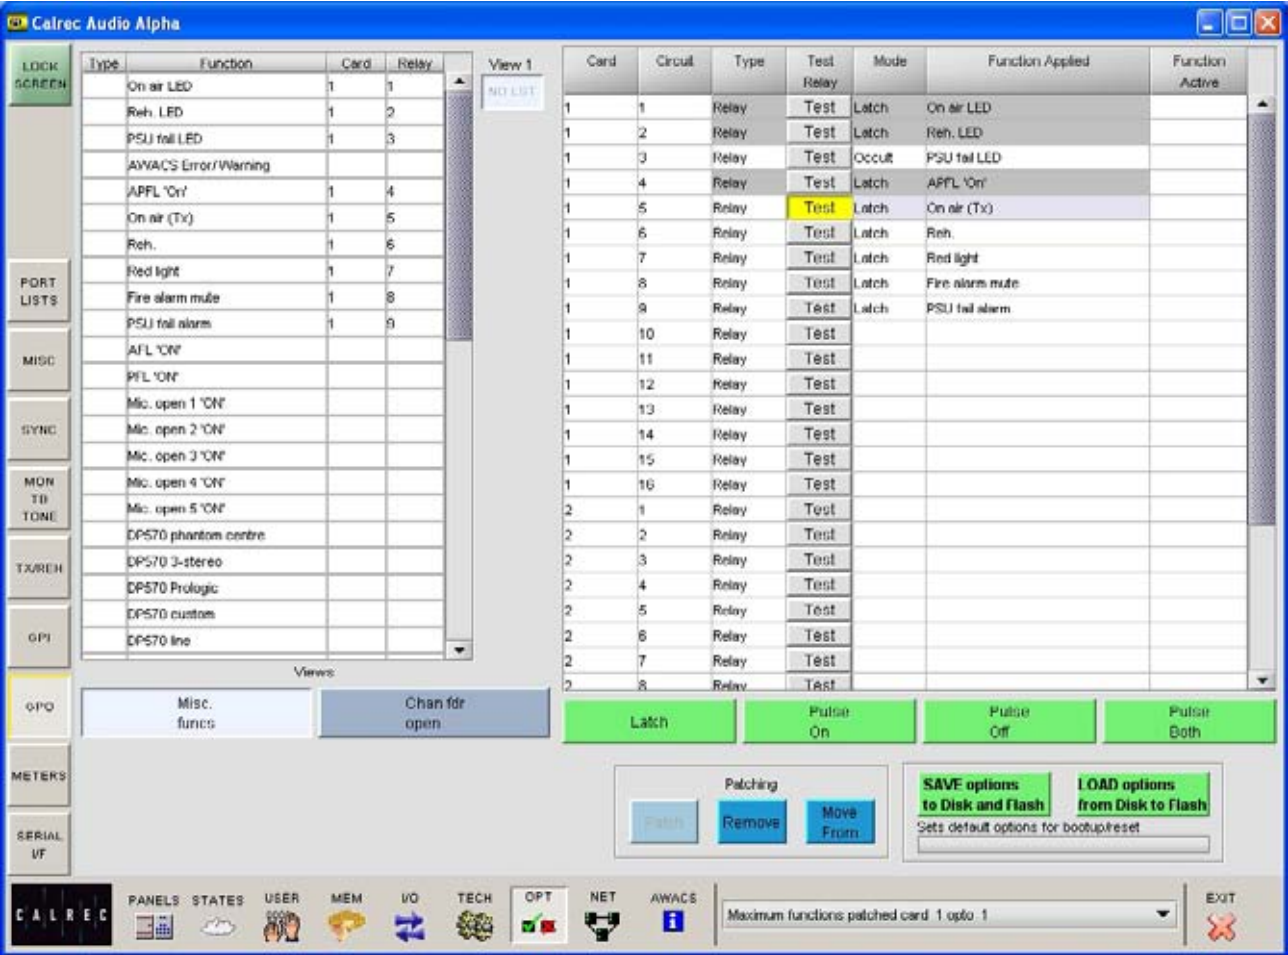 Calrec Audio Alpha
LOCK SCREEN
PORT LISTS
MISC
SYNC
MON TO TONE
TX/REH
GPI
GPO
METERS
SERIAL I/F
Type Function Card Relay
On air LED 1 1
Reh. LED 1 2
PSU fail LED 1 3
AWACS Error/Warning
APFL 'On' 1 4
On air (Tx) 1 5
Reh. 1 6
Red light 1 7
Fire alarm mute 1 8
PSU fail alarm 1 9
AFL 'ON'
PFL 'ON'
Mic. open 1 'ON'
Mic. open 2 'ON'
Mic. open 3 'ON'
Mic. open 4 'ON'
Mic. open 5 'ON'
DP570 phantom centre
DP570 3-stereo
DP570 Prologic
DP570 custom
DP570 line
View 1
NO LST
Views
Misc. funcs
Chan fdr open
Card Circuit Type Test Relay Mode Function Applied Function Active
1 1 Relay Test Latch On air LED
1 2 Relay Test Latch Reh. LED
1 3 Relay Test Occult PSU fail LED
1 4 Relay Test Latch APFL 'On'
1 5 Relay Test Latch On air (Tx)
1 6 Relay Test Latch Reh.
1 7 Relay Test Latch Red light
1 8 Relay Test Latch Fire alarm mute
1 9 Relay Test Latch PSU fail alarm
1 10 Relay Test
1 11 Relay Test
1 12 Relay Test
1 13 Relay Test
1 14 Relay Test
1 15 Relay Test
1 16 Relay Test
2 1 Relay Test
2 2 Relay Test
2 3 Relay Test
2 4 Relay Test
2 5 Relay Test
2 6 Relay Test
2 7 Relay Test
2 8 Relay Test
Latch
Pulse On
Pulse Off
Pulse Both
Patching
Patch
Remove
Move From
SAVE options to Disk and Flash
LOAD options from Disk to Flash
Sets default options for bootup/reset
CALREC
PANELS STATES USER MEM I/O TECH OPT NET AWACS
Maximum functions patched card 1 opto 1
EXIT